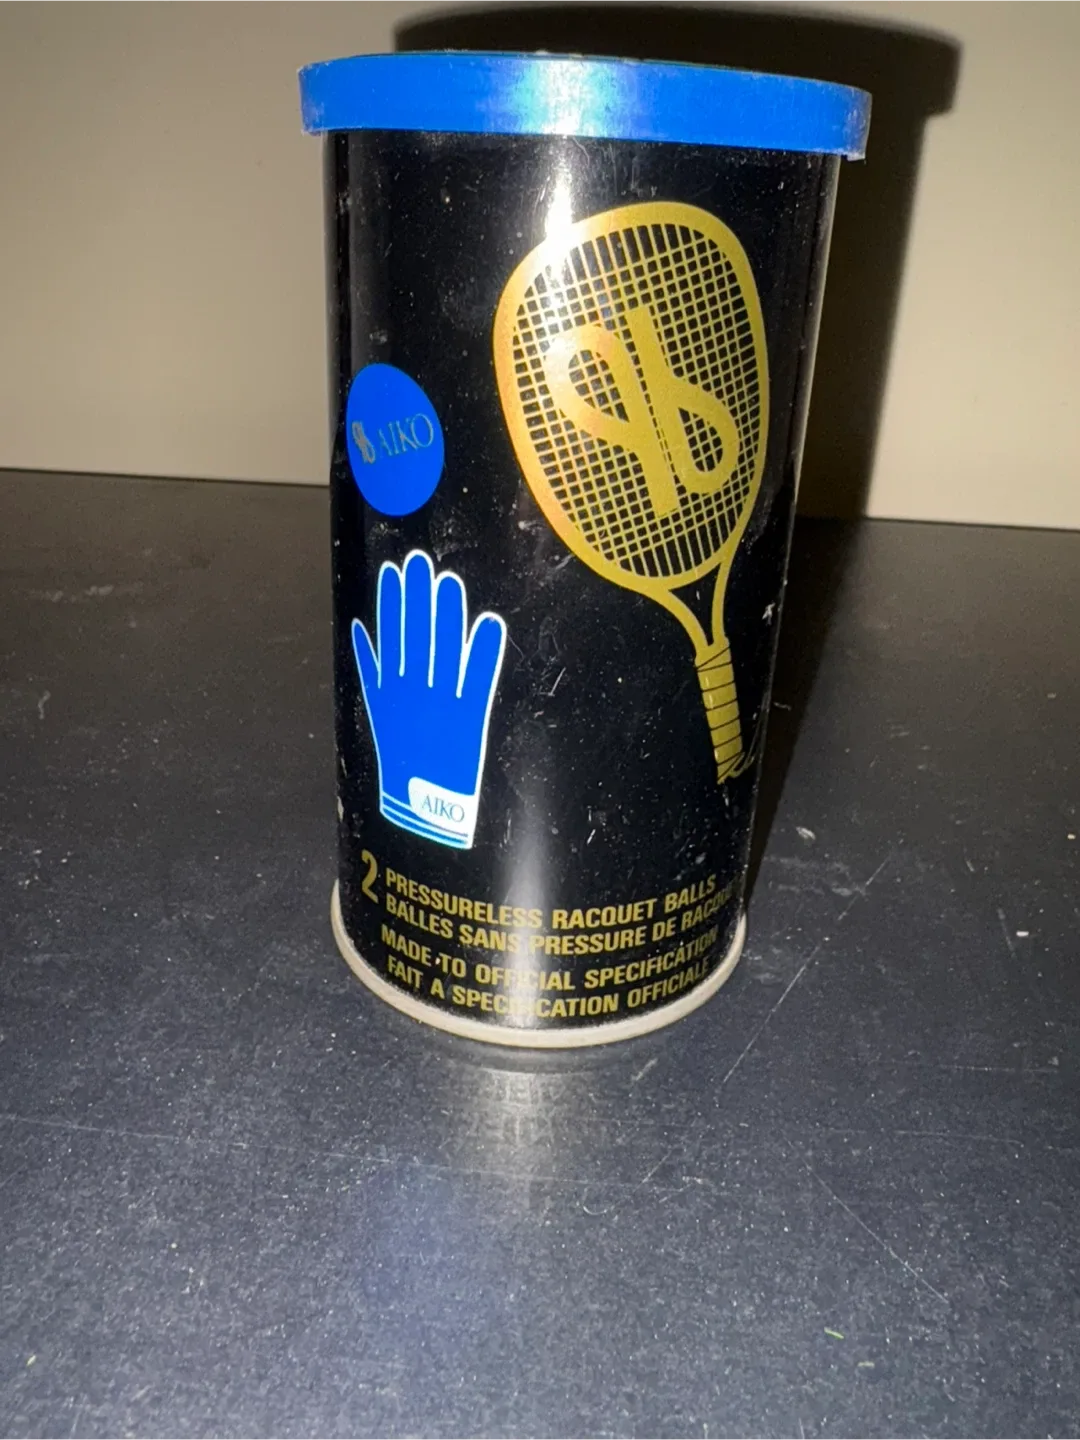 AIKO
AIKO
2 PRESSURELESS RACQUET BALLS
BALLES SANS PRESSURE DE
MADE TO OFFICIAL SPECIFICATION
FAIT A SPECIFICATION OFFICIALE